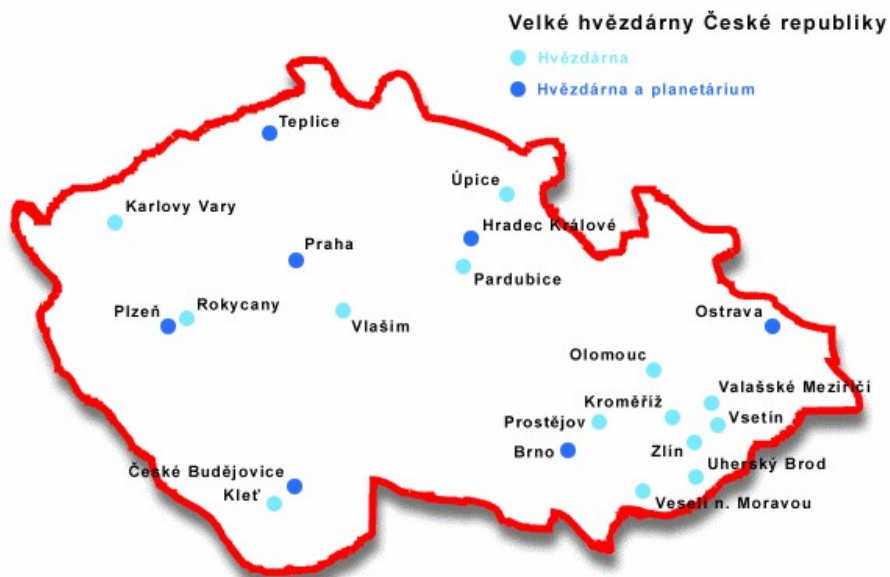 Velké hvězdárny České republiky
Hvězdárna
Hvězdárna a planetárium
Teplice
Úpice
Karlovy Vary
Hradec Králové
Praha
Pardubice
Rokycany
Plzeň
Vlašim
Ostrava
Olomouc
Valašské Meziříčí
Kroměříž
Prostějov
Vsetín
Brno
Zlín
Uherský Brod
České Budějovice
Kleť
Veselí n. Moravou